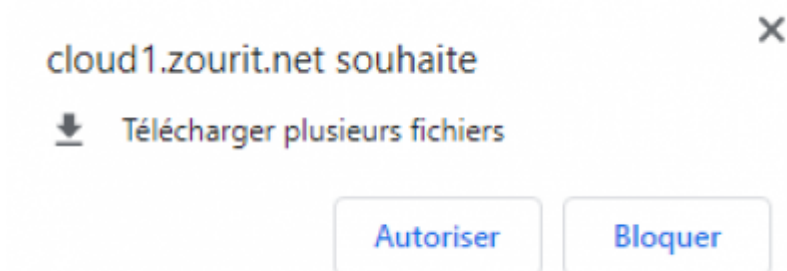 cloud1.zourit.net souhaite
Télécharger plusieurs fichiers
Autoriser
Bloquer